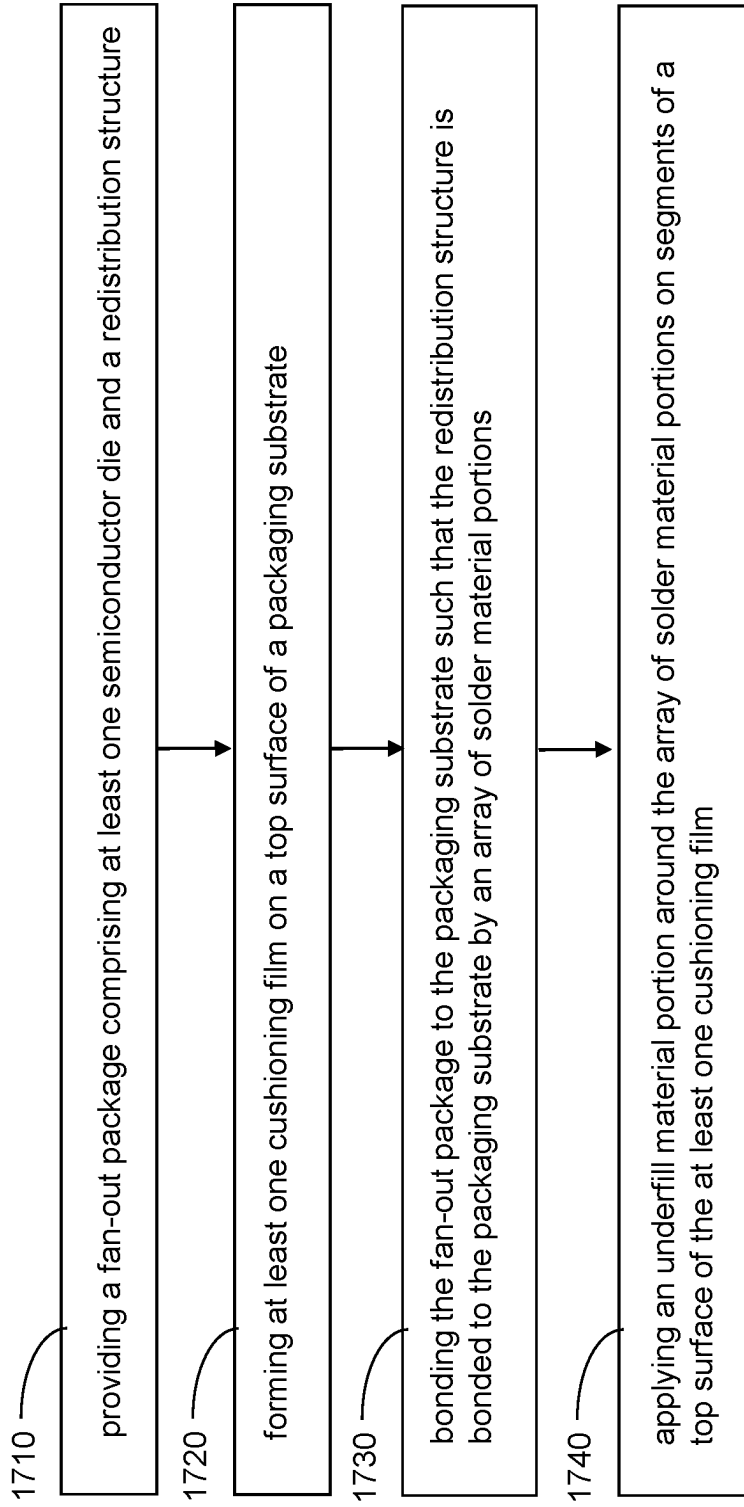 1710
providing a fan-out package comprising at least one semiconductor die and a redistribution structure
1720
forming at least one cushioning film on a top surface of a packaging substrate
1730
bonding the fan-out package to the packaging substrate such that the redistribution structure is
bonded to the packaging substrate by an array of solder material portions
1740
applying an underfill material portion around the array of solder material portions on segments of a
top surface of the at least one cushioning film